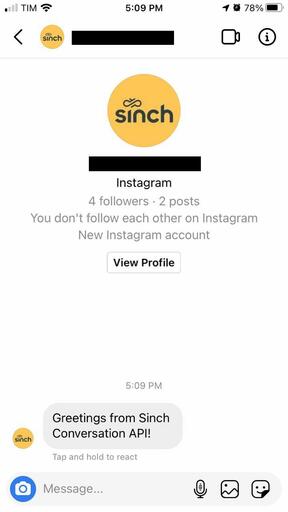 TIM
5:09 PM
78%
sinch
sinch
Instagram
4 followers · 2 posts
You don't follow each other on Instagram
New Instagram account
View Profile
5:09 PM
Greetings from Sinch
Conversation API!
sinch
Tap and hold to react
Message...